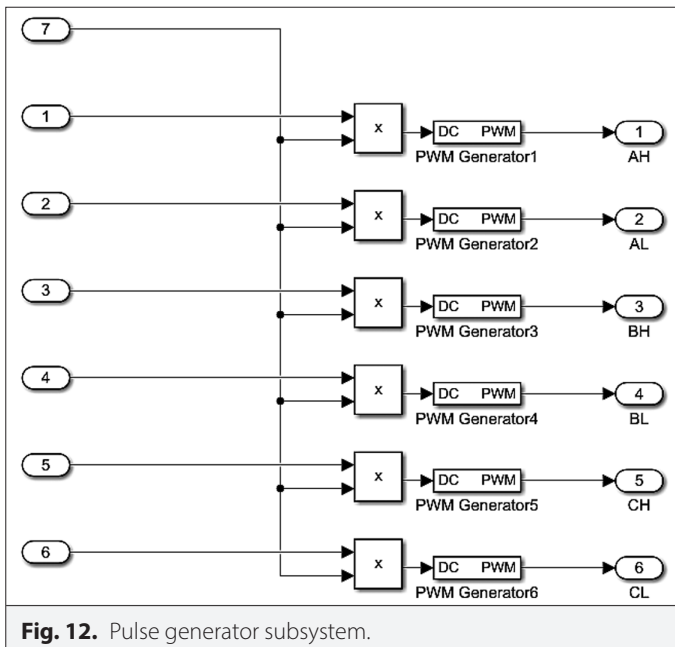 7
1
x
DC PWM
1
PWM Generator1
AH
2
x
DC PWM
2
PWM Generator2
AL
3
x
DC PWM
3
PWM Generator3
BH
4
x
DC PWM
4
PWM Generator4
BL
5
x
DC PWM
5
PWM Generator5
CH
6
x
DC PWM
6
PWM Generator6
CL
Fig. 12. Pulse generator subsystem.